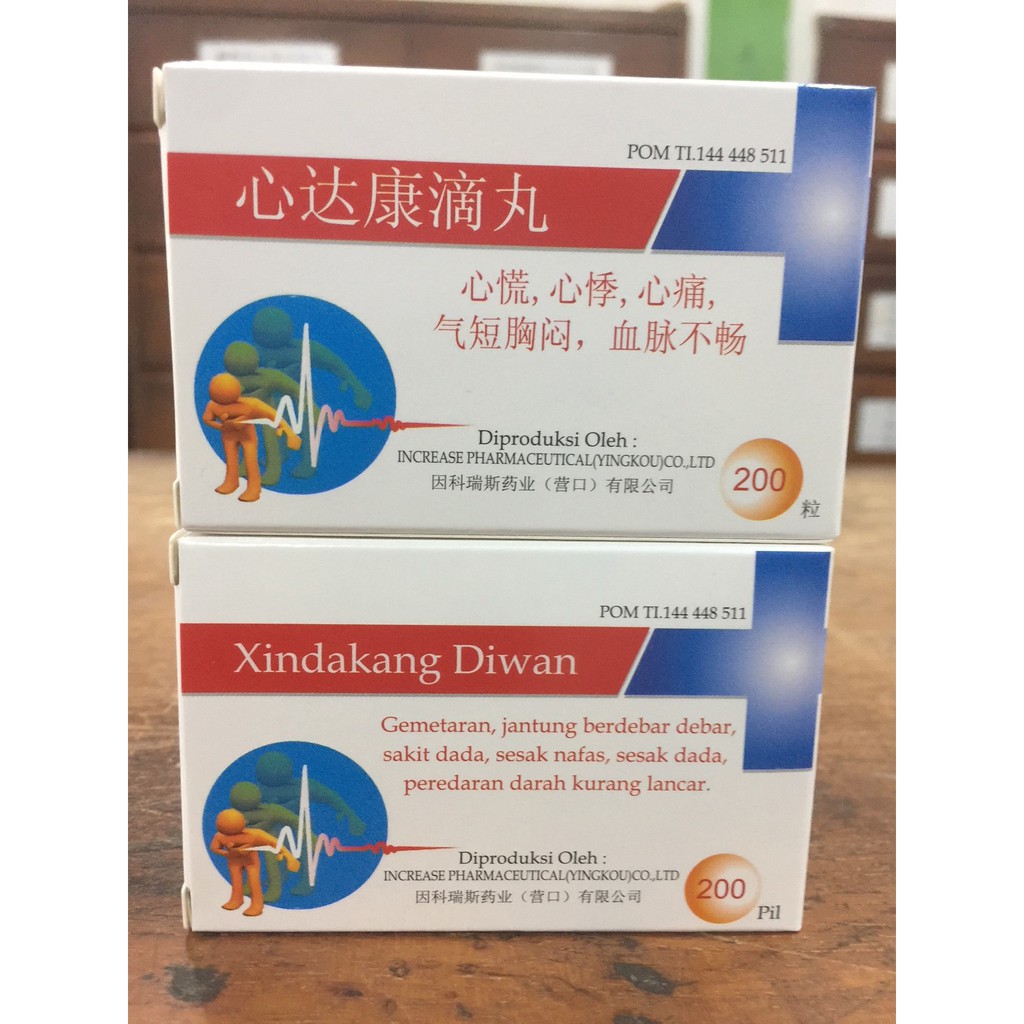 POM TI.144 448 511
心达康滴丸
心慌, 心悸, 心痛,
气短胸闷，血脉不畅
Diproduksi Oleh :
INCREASE PHARMACEUTICAL(YINGKOU)CO.,LTD
因科瑞斯药业（营口）有限公司
200
粒
POM TI.144 448 511
Xindakang Diwan
Gemetaran, jantung berdebar debar,
sakit dada, sesak nafas, sesak dada,
peredaran darah kurang lancar.
Diproduksi Oleh :
INCREASE PHARMACEUTICAL(YINGKOU)CO.,LTD
因科瑞斯药业（营口）有限公司
200
Pil